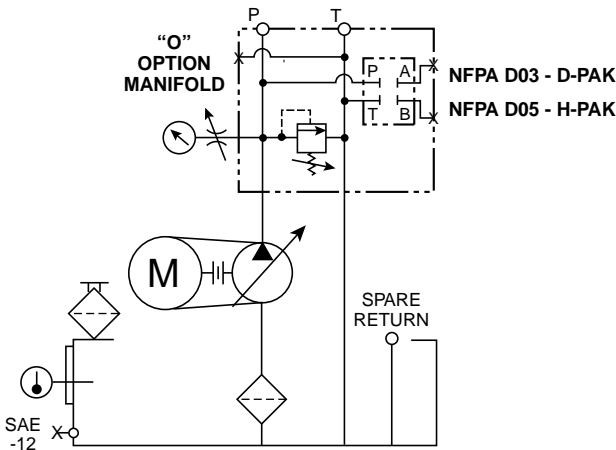 P T
“O”
OPTION
MANIFOLD
P A
T B
NFPA D03 - D-PAK
NFPA D05 - H-PAK
M
SPARE
RETURN
SAE
-12